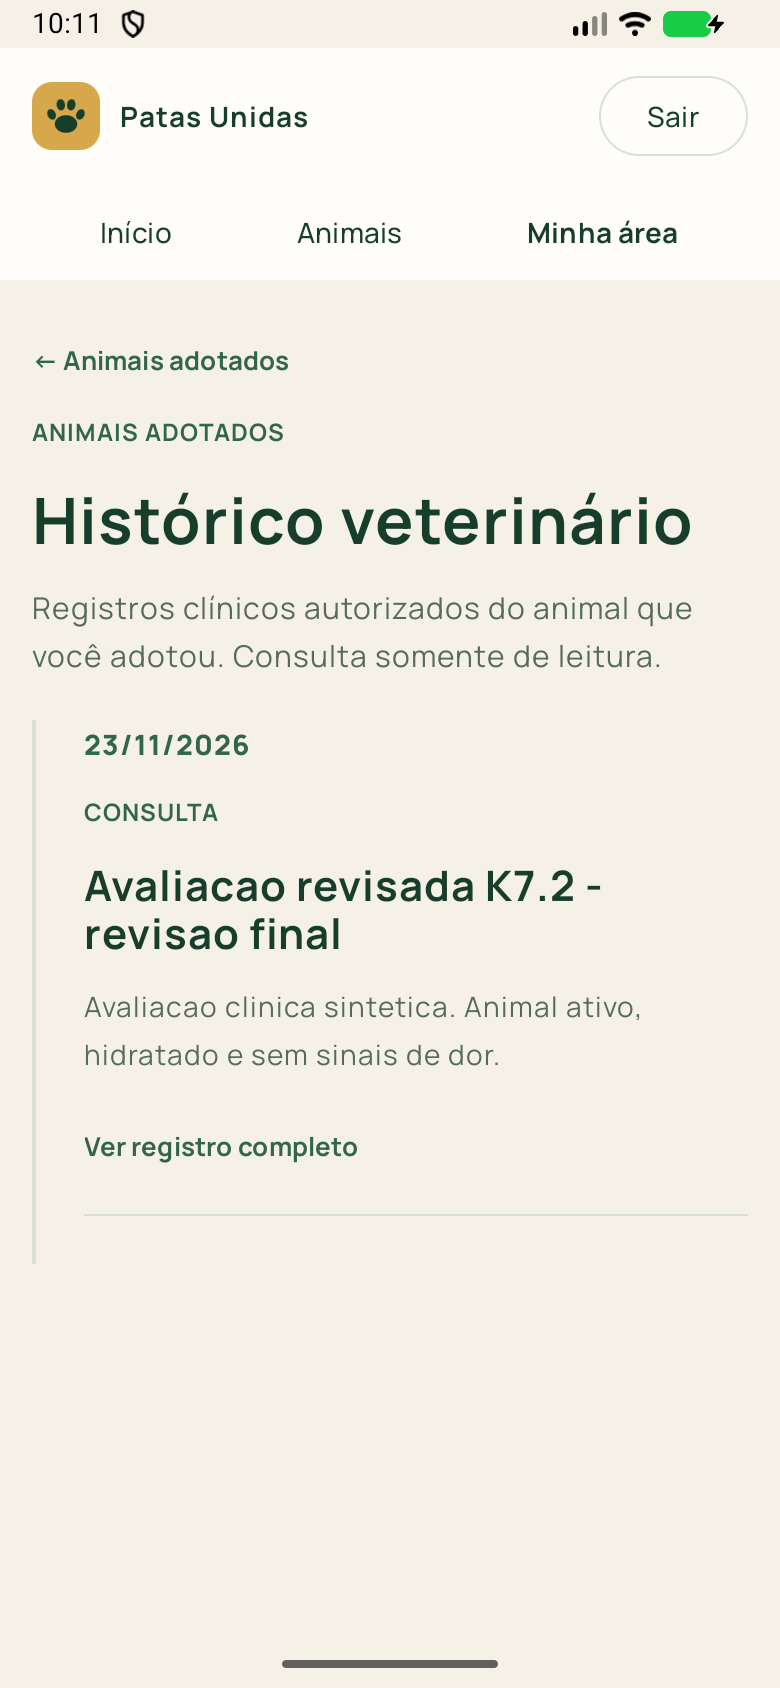 10:11
Patas Unidas
Sair
Início
Animais
Minha área
← Animais adotados
ANIMAIS ADOTADOS
Histórico veterinário
Registros clínicos autorizados do animal que
você adotou. Consulta somente de leitura.
23/11/2026
CONSULTA
Avaliacao revisada K7.2 -
revisao final
Avaliacao clinica sintetica. Animal ativo,
hidratado e sem sinais de dor.
Ver registro completo